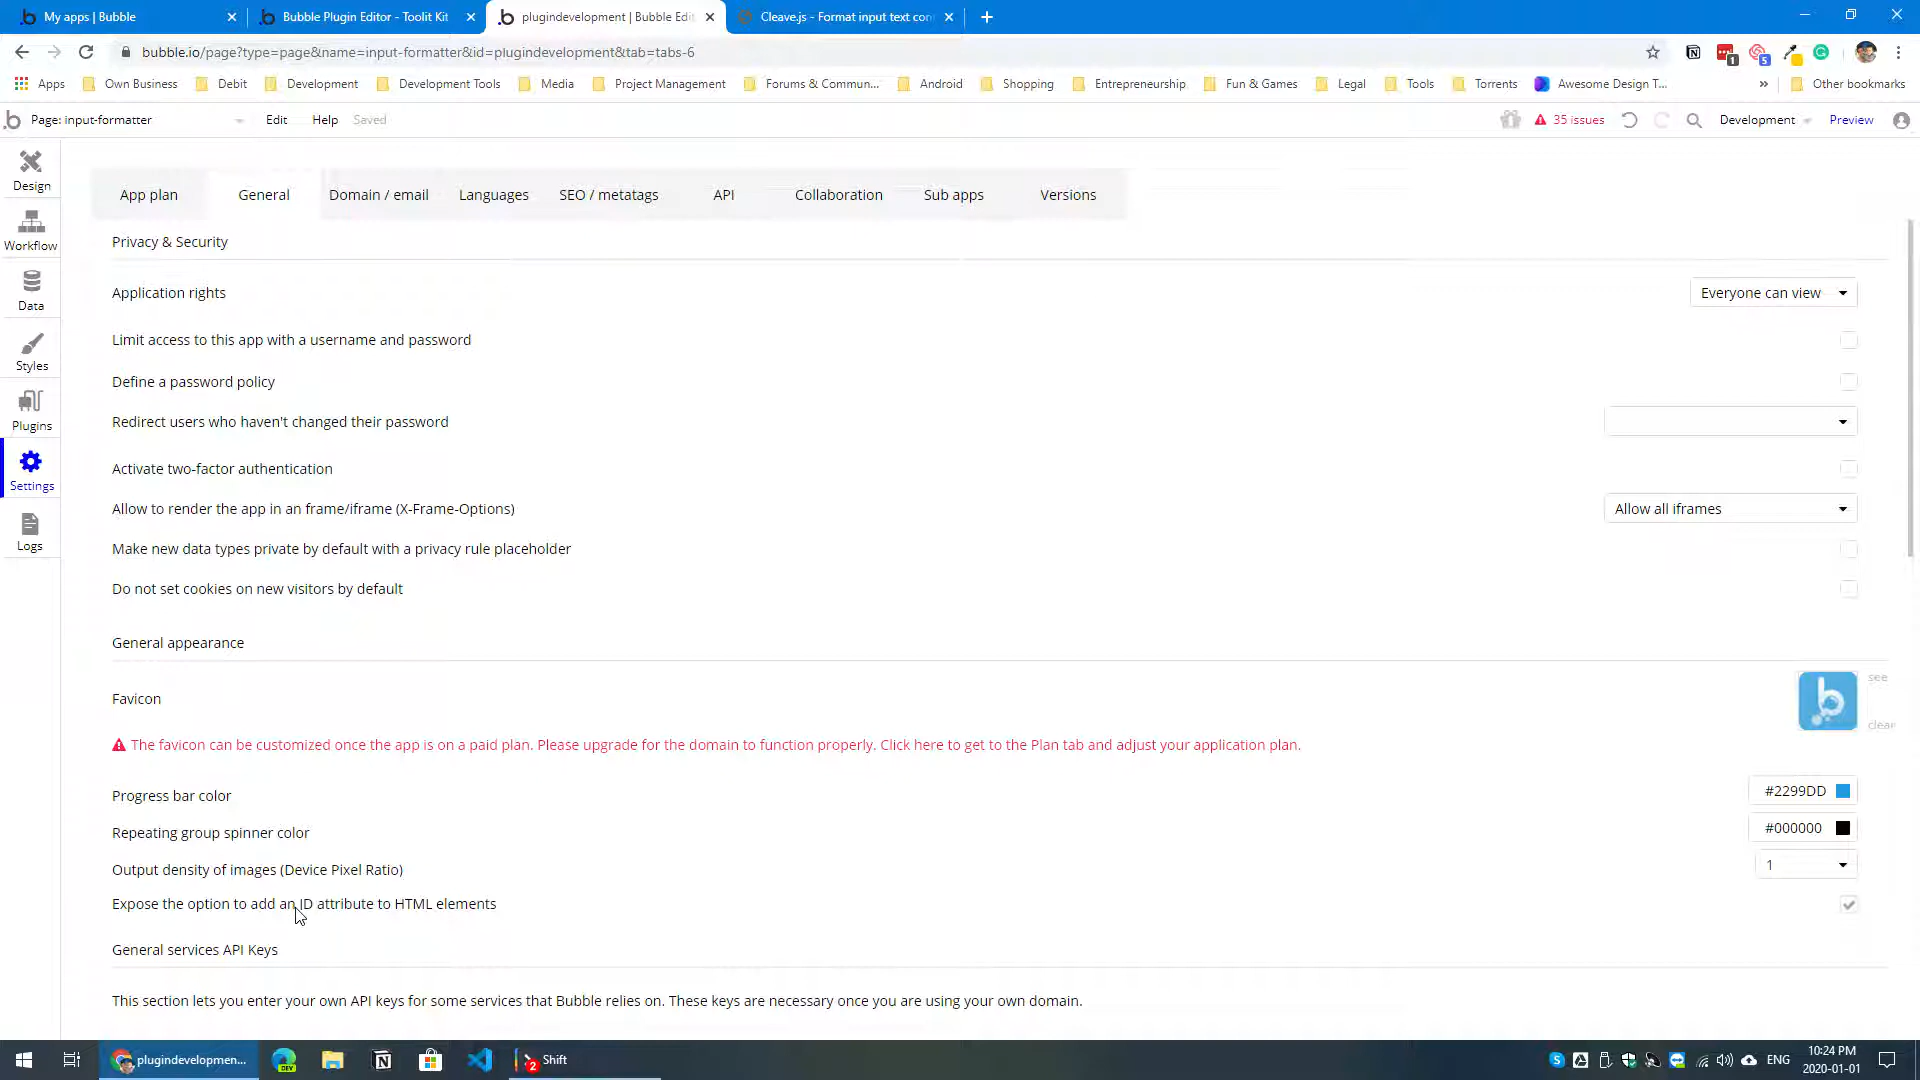 My apps | Bubble
Bubble Plugin Editor - Toolit Kit
plugindevelopment | Bubble Edi
Cleave.js - Format input text con
bubble.io/page?type=page&name=input-formatter&id=plugindevelopment&tab=tabs-6
1
5
Apps
Own Business
Debit
Development
Development Tools
Media
Project Management
Forums & Commun...
Android
Shopping
Entrepreneurship
Fun & Games
Legal
Tools
Torrents
Awesome Design T...
»
Other bookmarks
Page: input-formatter
Edit
Help
Saved
35 issues
Development
Preview
Design
Workflow
Data
Styles
Plugins
Settings
Logs
App plan
General
Domain / email
Languages
SEO / metatags
API
Collaboration
Sub apps
Versions
Privacy & Security
Application rights
Everyone can view
Limit access to this app with a username and password
Define a password policy
Redirect users who haven't changed their password
Activate two-factor authentication
Allow to render the app in an frame/iframe (X-Frame-Options)
Allow all iframes
Make new data types private by default with a privacy rule placeholder
Do not set cookies on new visitors by default
General appearance
Favicon
see
clear
The favicon can be customized once the app is on a paid plan. Please upgrade for the domain to function properly. Click here to get to the Plan tab and adjust your application plan.
Progress bar color
#2299DD
Repeating group spinner color
#000000
Output density of images (Device Pixel Ratio)
1
Expose the option to add an ID attribute to HTML elements
General services API Keys
This section lets you enter your own API keys for some services that Bubble relies on. These keys are necessary once you are using your own domain.
plugindevelopmen...
DEV
2
Shift
ENG
10:24 PM
2020-01-01